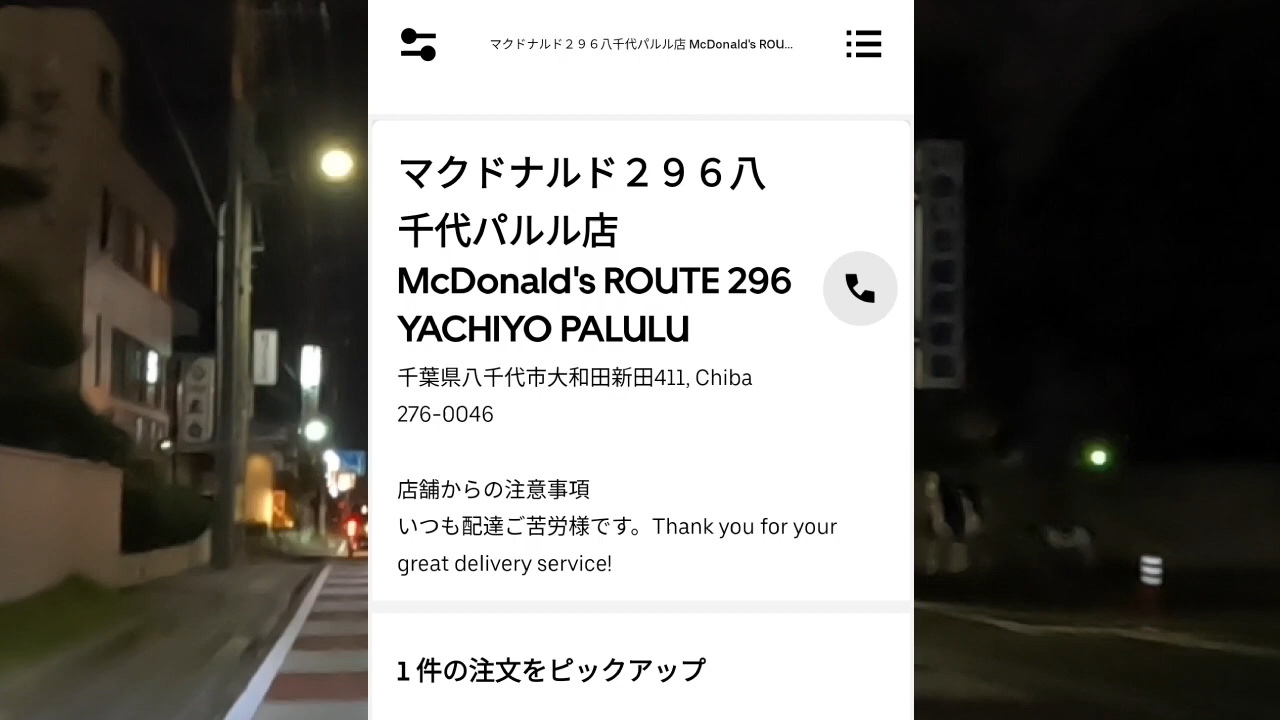 マクドナルド２９６八千代パルル店 McDonald's ROU...
マクドナルド２９６八
千代パルル店
McDonald's ROUTE 296
YACHIYO PALULU
千葉県八千代市大和田新田411, Chiba
276-0046
店舗からの注意事項
いつも配達ご苦労様です。Thank you for your
great delivery service!
1 件の注文をピックアップ